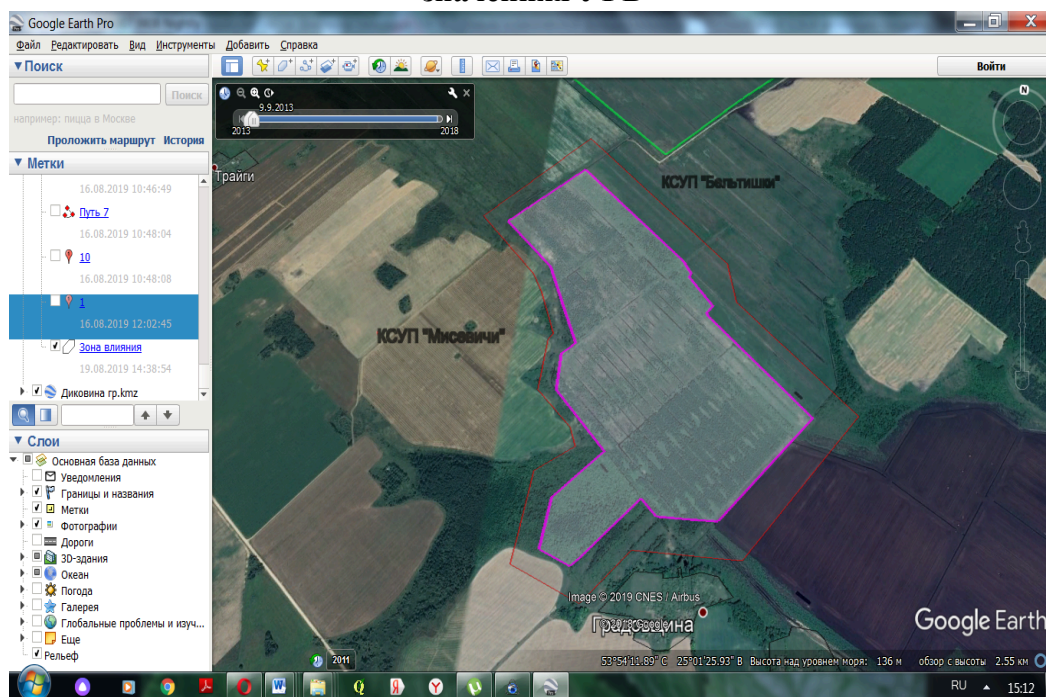 Google Earth Pro
Файл Редактировать Вид Инструменты Добавить Справка
Поиск
Войти
Поиск
например: пицца в Москве
Проложить маршрут История
Метки
16.08.2019 10:46:49
Путь 7
16.08.2019 10:48:04
10
16.08.2019 10:48:08
1
16.08.2019 12:02:45
Зона влияния
19.08.2019 14:38:54
Диковина гр.kmz
Слои
Основная база данных
Уведомления
Границы и названия
Метки
Фотографии
Дороги
3D-здания
Океан
Погода
Галерея
Глобальные проблемы и изуч...
Еще
Рельеф
9.9.2013
2013 2018
N
Трайги
КСУП "Бельтишки"
КСУП "Мисевичи"
Image © 2019 CNES / Airbus
© 2018 Google
Градовщина
Google Earth
2011
53°54'11.89" С 25°01'25.93" В Высота над уровнем моря: 136 м обзор с высоты 2.55 км
RU 15:12